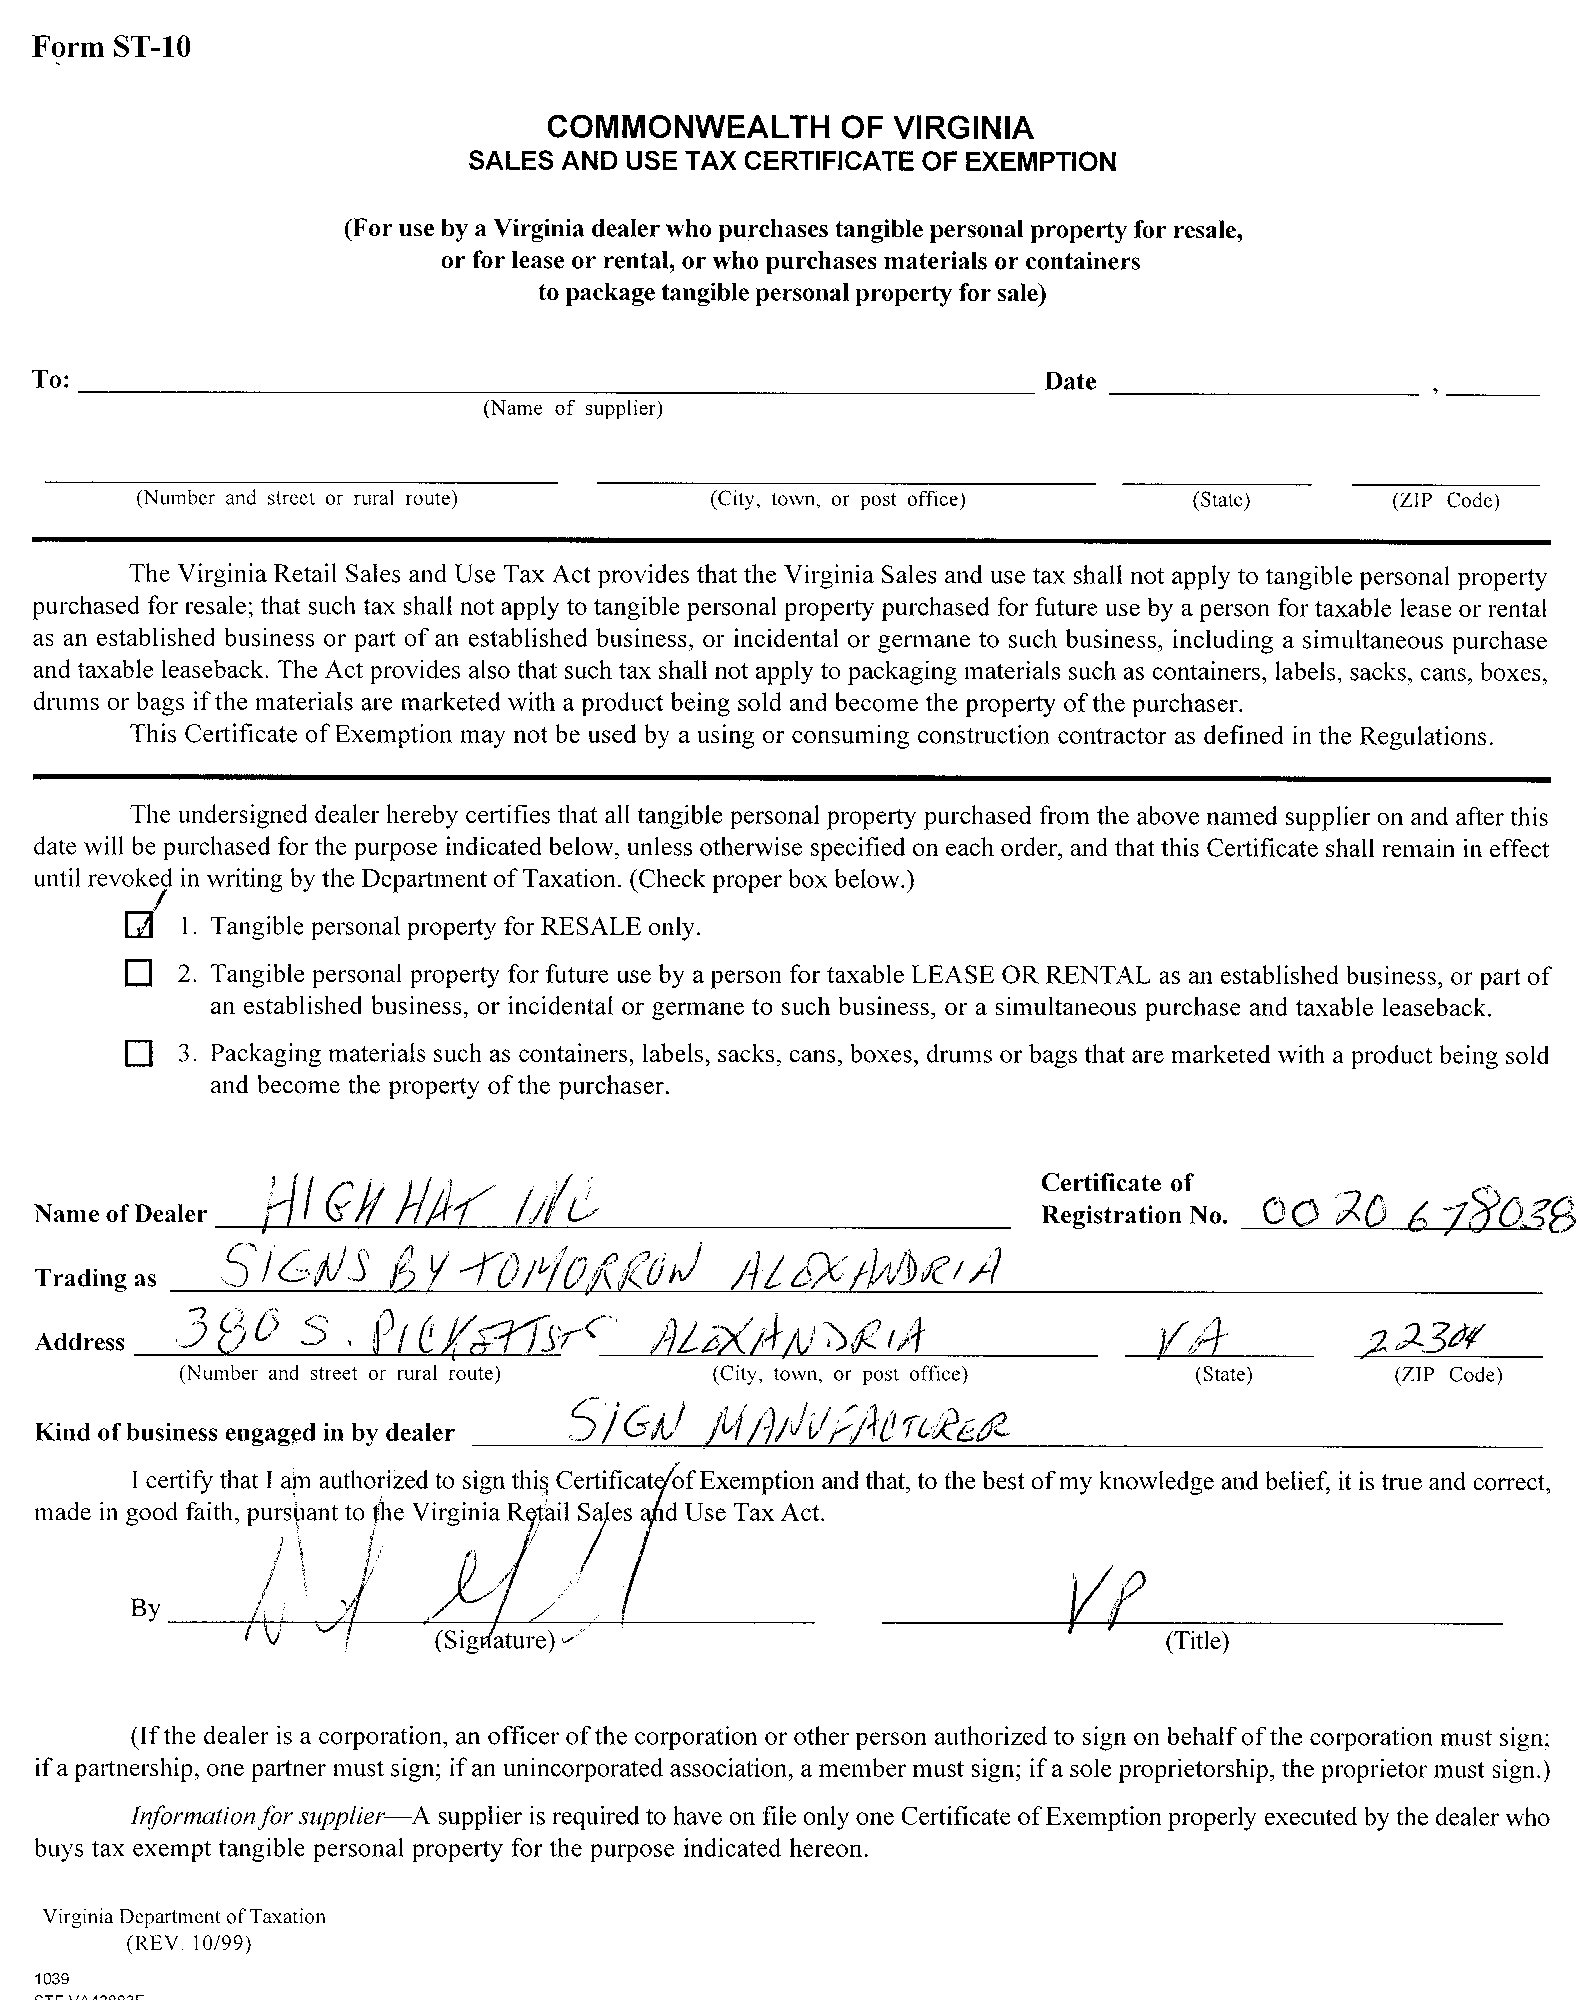 Form ST-10
COMMONWEALTH OF VIRGINIA
SALES AND USE TAX CERTIFICATE OF EXEMPTION
(For use by a Virginia dealer who purchases tangible personal property for resale,
or for lease or rental, or who purchases materials or containers
to package tangible personal property for sale)
To: Date ,
(Name of supplier)
(Number and street or rural route) (City, town, or post office) (State) (ZIP Code)
The Virginia Retail Sales and Use Tax Act provides that the Virginia Sales and use tax shall not apply to tangible personal property
purchased for resale; that such tax shall not apply to tangible personal property purchased for future use by a person for taxable lease or rental
as an established business or part of an established business, or incidental or germane to such business, including a simultaneous purchase
and taxable leaseback. The Act provides also that such tax shall not apply to packaging materials such as containers, labels, sacks, cans, boxes,
drums or bags if the materials are marketed with a product being sold and become the property of the purchaser.
This Certificate of Exemption may not be used by a using or consuming construction contractor as defined in the Regulations.
The undersigned dealer hereby certifies that all tangible personal property purchased from the above named supplier on and after this
date will be purchased for the purpose indicated below, unless otherwise specified on each order, and that this Certificate shall remain in effect
until revoked in writing by the Department of Taxation. (Check proper box below.)
1. Tangible personal property for RESALE only.
2. Tangible personal property for future use by a person for taxable LEASE OR RENTAL as an established business, or part of
an established business, or incidental or germane to such business, or a simultaneous purchase and taxable leaseback.
3. Packaging materials such as containers, labels, sacks, cans, boxes, drums or bags that are marketed with a product being sold
and become the property of the purchaser.
Certificate of
Name of Dealer HIGH HAT INC Registration No. 0020678038
Trading as SIGNS BY TOMORROW ALEXANDRIA
Address 380 S. PICKETT ST ALEXANDRIA VA 22304
(Number and street or rural route) (City, town, or post office) (State) (ZIP Code)
Kind of business engaged in by dealer SIGN MANUFACTURER
I certify that I am authorized to sign this Certificate of Exemption and that, to the best of my knowledge and belief, it is true and correct,
made in good faith, pursuant to the Virginia Retail Sales and Use Tax Act.
By VP
(Signature) (Title)
(If the dealer is a corporation, an officer of the corporation or other person authorized to sign on behalf of the corporation must sign;
if a partnership, one partner must sign; if an unincorporated association, a member must sign; if a sole proprietorship, the proprietor must sign.)
Information for supplier—A supplier is required to have on file only one Certificate of Exemption properly executed by the dealer who
buys tax exempt tangible personal property for the purpose indicated hereon.
Virginia Department of Taxation
(REV. 10/99)
1039